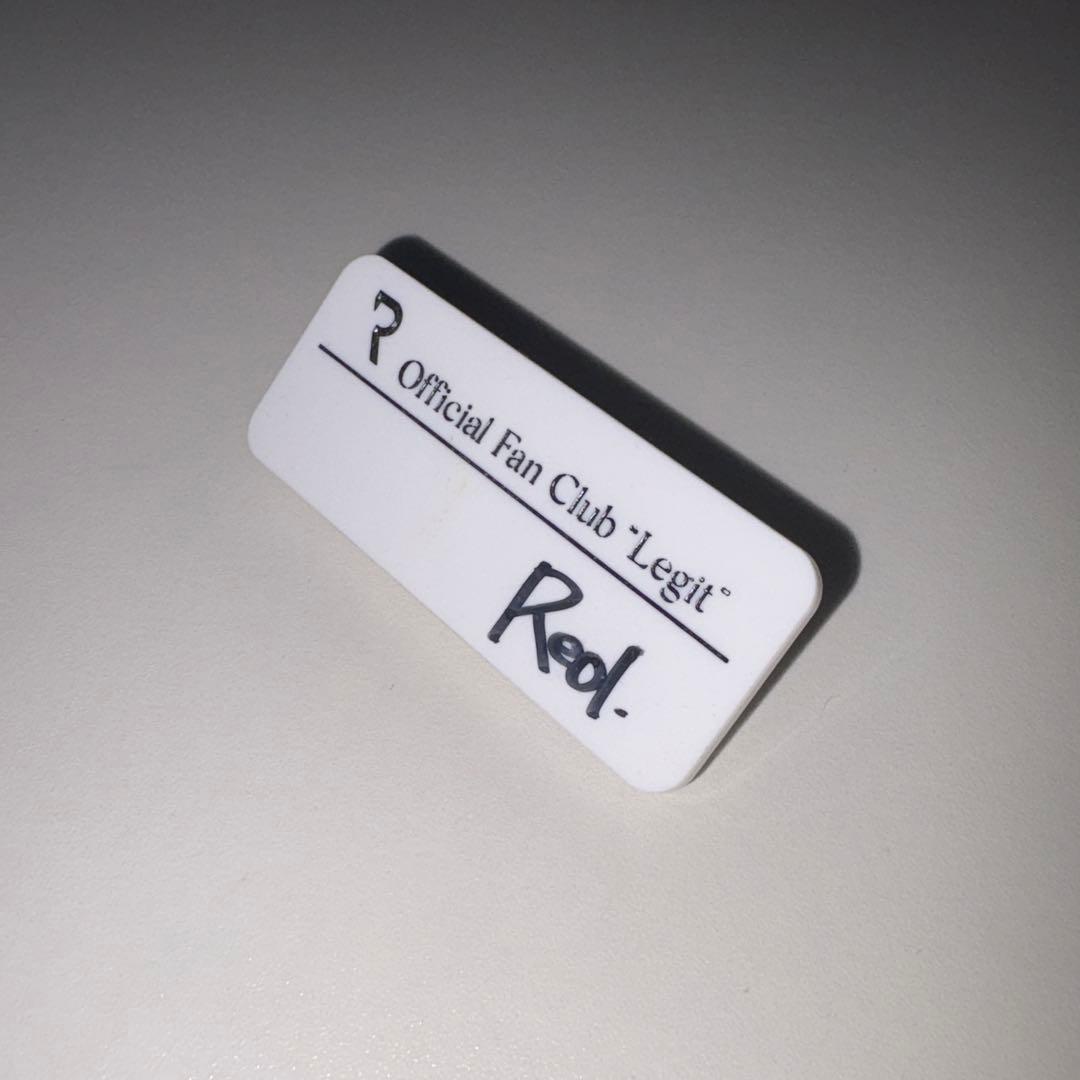 R Official Fan Club "Legit"
Reol.